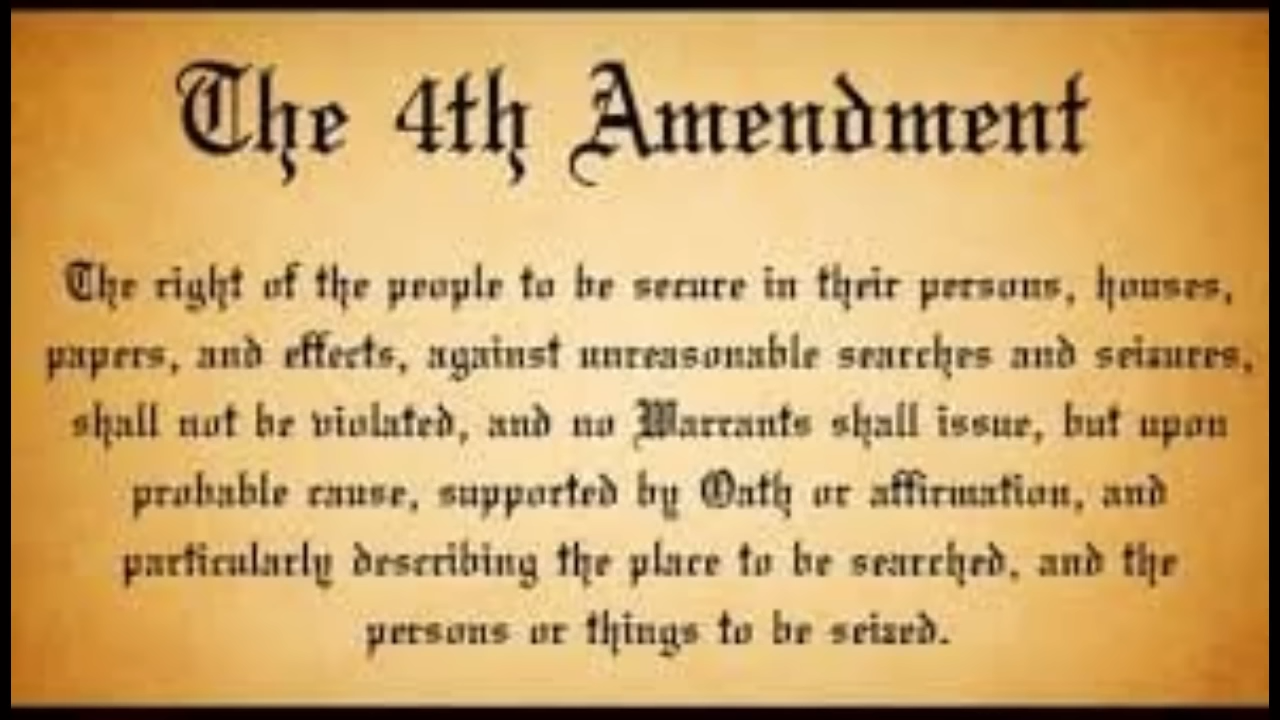 The 4th Amendment
The right of the people to be secure in their persons, houses,
papers, and effects, against unreasonable searches and seizures,
shall not be violated, and no Warrants shall issue, but upon
probable cause, supported by Oath or affirmation, and
particularly describing the place to be searched, and the
persons or things to be seized.